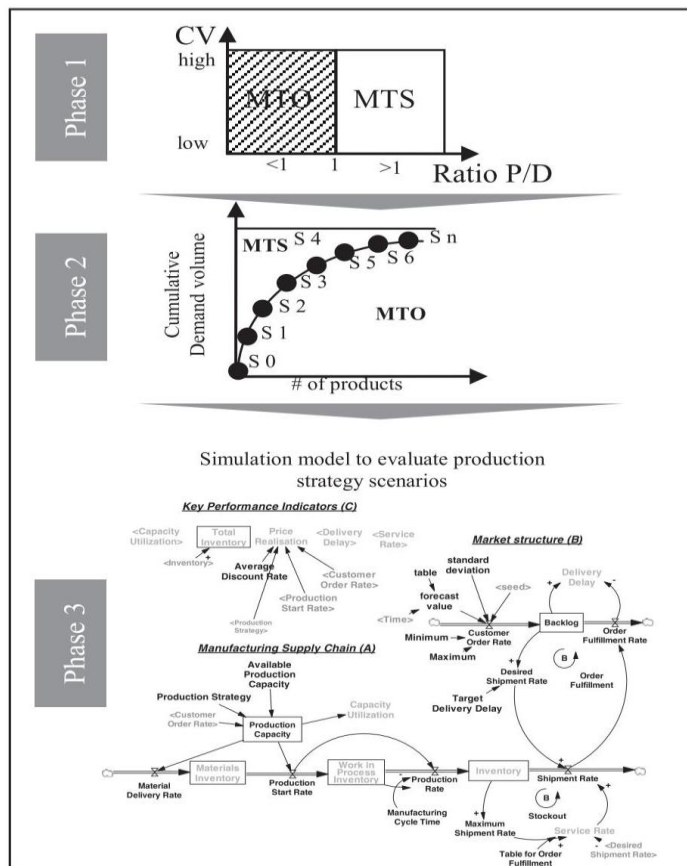 Phase 1
CV
high
low
MTO
MTS
<1
1
>1
Ratio P/D
Phase 2
Cumulative
Demand volume
MTS
S 4
S n
S 6
S 5
S 3
S 2
S 1
S 0
MTO
# of products
Phase 3
Simulation model to evaluate production
strategy scenarios
Key Performance Indicators (C)
<Capacity
Utilization>
Total
Inventory
Price
Realisation
<Delivery
Delay>
<Service
Rate>
<Inventory>
+
Average
Discount Rate
<Customer
Order Rate>
<Production
Start Rate>
<Production
Strategy>
Market structure (B)
table
standard
deviation
forecast
value
<seed>
<Time>
Minimum
Maximum
Customer
Order Rate
Backlog
Delivery
Delay
+
-
Order
Fulfillment Rate
+
Desired
Shipment Rate
B
Order
Fulfillment
Target
Delivery Delay
Manufacturing Supply Chain (A)
Available
Production
Capacity
Production Strategy
<Customer
Order Rate>
Production
Capacity
Capacity
Utilization
Material
Delivery Rate
Materials
Inventory
Production
Start Rate
Work in
Process
Inventory
-
Production
Rate
Manufacturing
Cycle Time
Inventory
+
Shipment Rate
+
B
Stockout
+
Maximum
Shipment Rate
Service Rate
+
-
Table for Order
Fulfillment
<Desired
Shipment Rate>